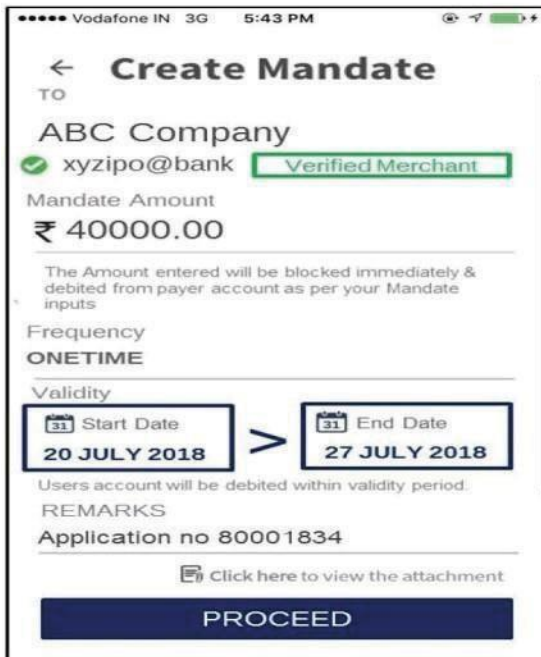 Vodafone IN 3G 5:43 PM
← Create Mandate
TO
ABC Company
xyzipo@bank Verified Merchant
Mandate Amount
₹ 40000.00
The Amount entered will be blocked immediately &
debited from payer account as per your Mandate
inputs
Frequency
ONETIME
Validity
31 Start Date > 31 End Date
20 JULY 2018 27 JULY 2018
Users account will be debited within validity period.
REMARKS
Application no 80001834
Click here to view the attachment
PROCEED